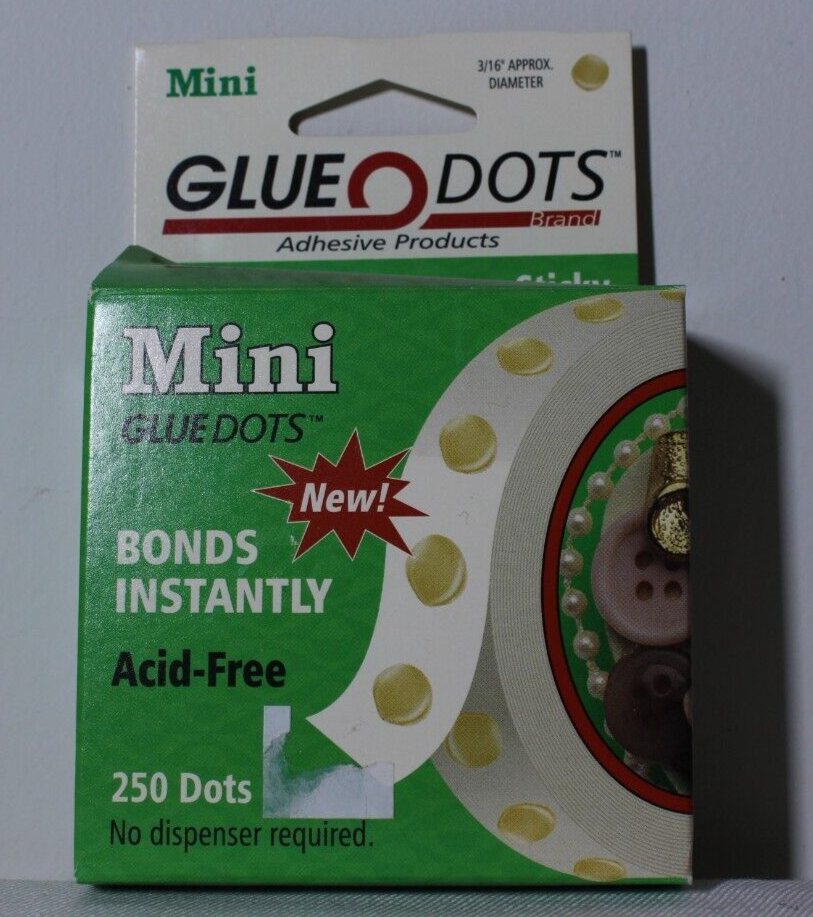 Mini
3/16" APPROX.
DIAMETER
GLUE DOTS™
Brand
Adhesive Products
Sticky
Mini
GLUE DOTS™
New!
BONDS
INSTANTLY
Acid-Free
250 Dots
No dispenser required.